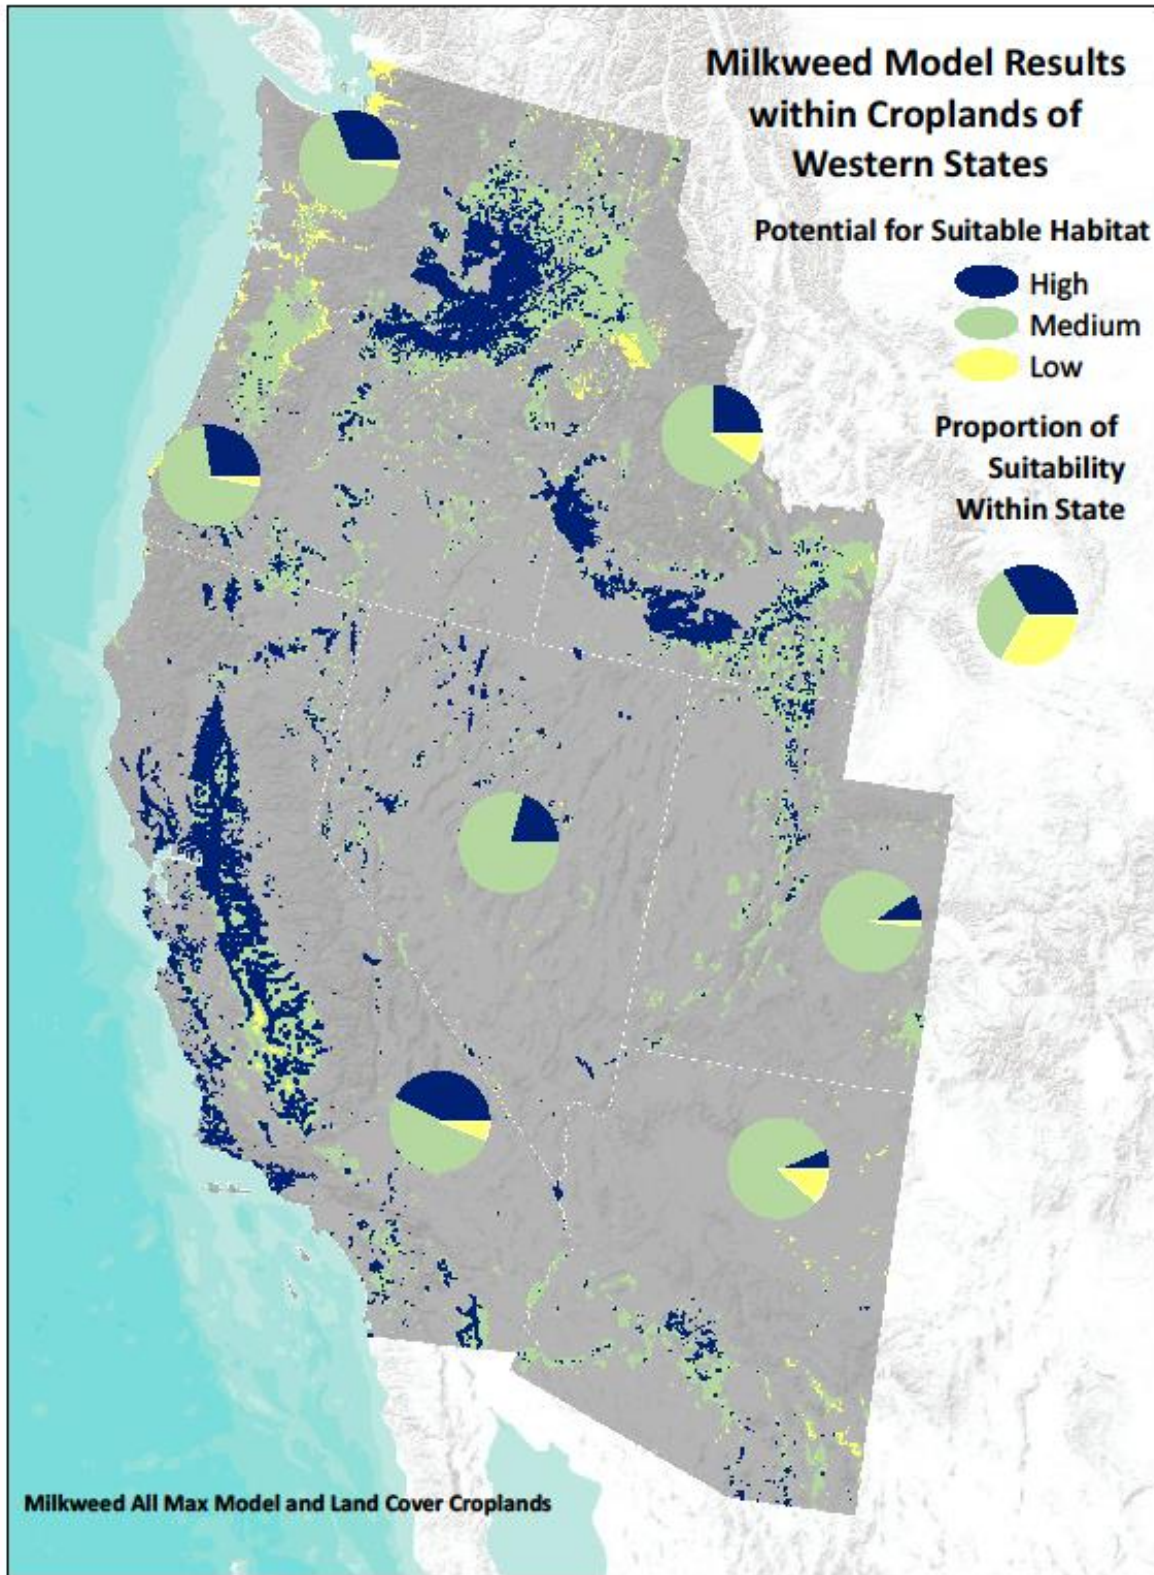 Milkweed Model Results
within Croplands of
Western States
Potential for Suitable Habitat
High
Medium
Low
Proportion of
Suitability
Within State
Milkweed All Max Model and Land Cover Croplands